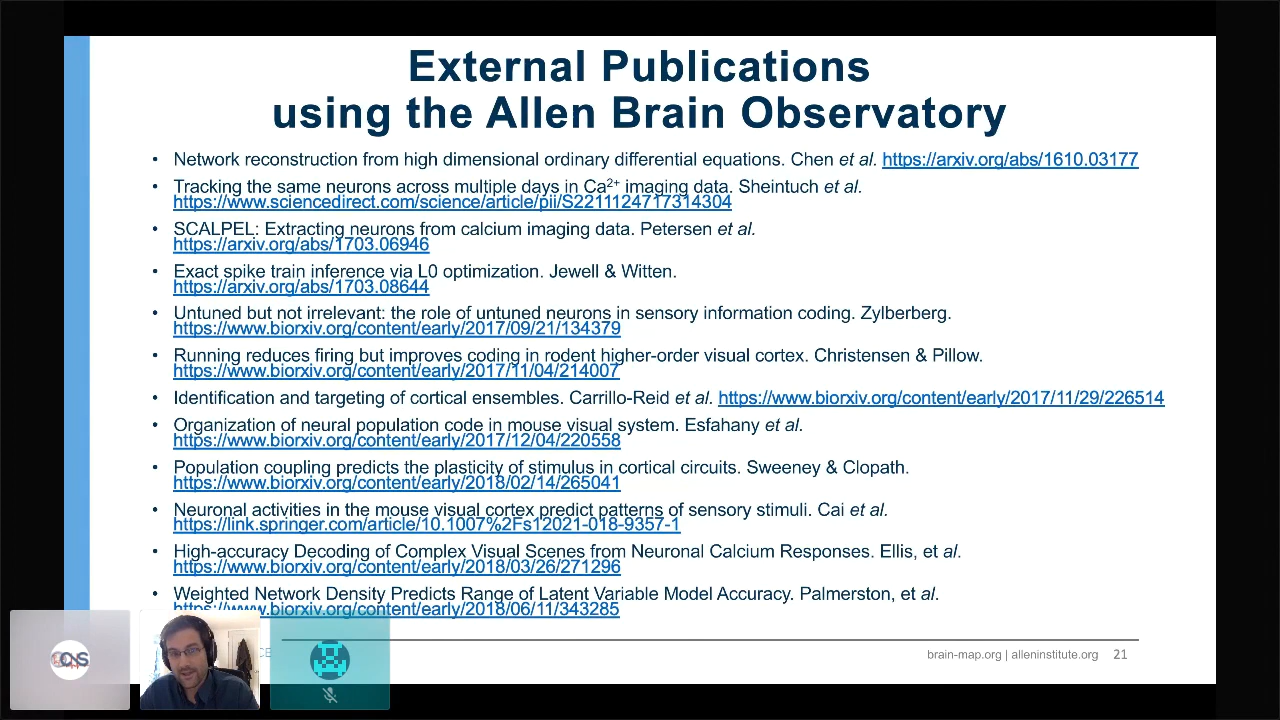 External Publications
using the Allen Brain Observatory
• Network reconstruction from high dimensional ordinary differential equations. Chen et al. https://arxiv.org/abs/1610.03177
• Tracking the same neurons across multiple days in Ca²⁺ imaging data. Sheintuch et al.
https://www.sciencedirect.com/science/article/pii/S2211124717314304
• SCALPEL: Extracting neurons from calcium imaging data. Petersen et al.
https://arxiv.org/abs/1703.06946
• Exact spike train inference via L0 optimization. Jewell & Witten.
https://arxiv.org/abs/1703.08644
• Untuned but not irrelevant: the role of untuned neurons in sensory information coding. Zylberberg.
https://www.biorxiv.org/content/early/2017/09/21/134379
• Running reduces firing but improves coding in rodent higher-order visual cortex. Christensen & Pillow.
https://www.biorxiv.org/content/early/2017/11/04/214007
• Identification and targeting of cortical ensembles. Carrillo-Reid et al. https://www.biorxiv.org/content/early/2017/11/29/226514
• Organization of neural population code in mouse visual system. Esfahany et al.
https://www.biorxiv.org/content/early/2017/12/04/220558
• Population coupling predicts the plasticity of stimulus in cortical circuits. Sweeney & Clopath.
https://www.biorxiv.org/content/early/2018/02/14/265041
• Neuronal activities in the mouse visual cortex predict patterns of sensory stimuli. Cai et al.
https://link.springer.com/article/10.1007%2Fs12021-018-9357-1
• High-accuracy Decoding of Complex Visual Scenes from Neuronal Calcium Responses. Ellis, et al.
https://www.biorxiv.org/content/early/2018/03/26/271296
• Weighted Network Density Predicts Range of Latent Variable Model Accuracy. Palmerston, et al.
https://www.biorxiv.org/content/early/2018/06/11/343285
brain-map.org | alleninstitute.org 21